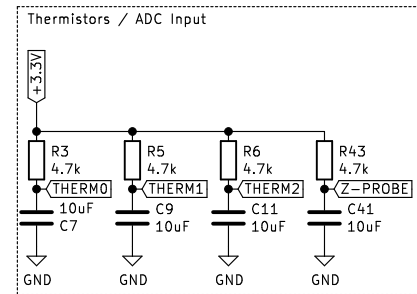 Thermistors / ADC Input
+3.3V
R3
4.7k
R5
4.7k
R6
4.7k
R43
4.7k
THERM0
THERM1
THERM2
Z-PROBE
10uF
C7
C9
10uF
C11
10uF
C41
10uF
GND
GND
GND
GND